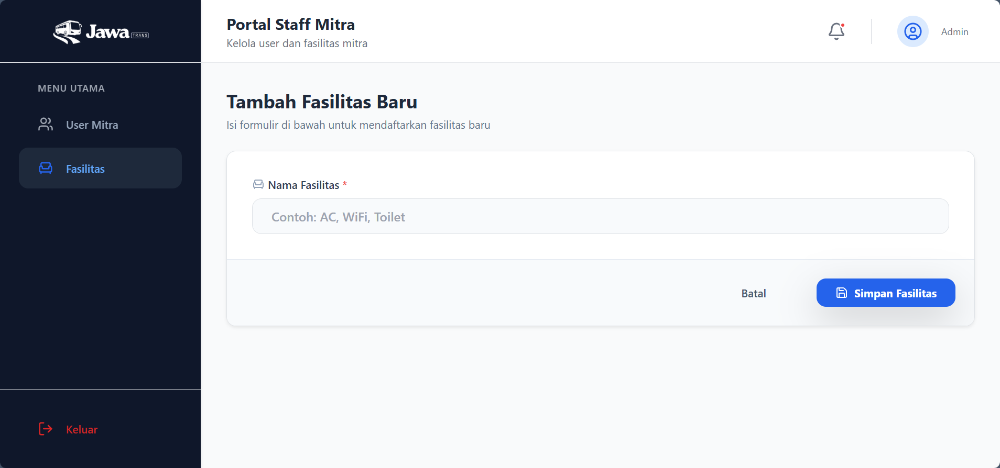 Jawa TRANS
Portal Staff Mitra
Kelola user dan fasilitas mitra
Admin
MENU UTAMA
User Mitra
Fasilitas
Keluar
Tambah Fasilitas Baru
Isi formulir di bawah untuk mendaftarkan fasilitas baru
Nama Fasilitas *
Contoh: AC, WiFi, Toilet
Batal
Simpan Fasilitas